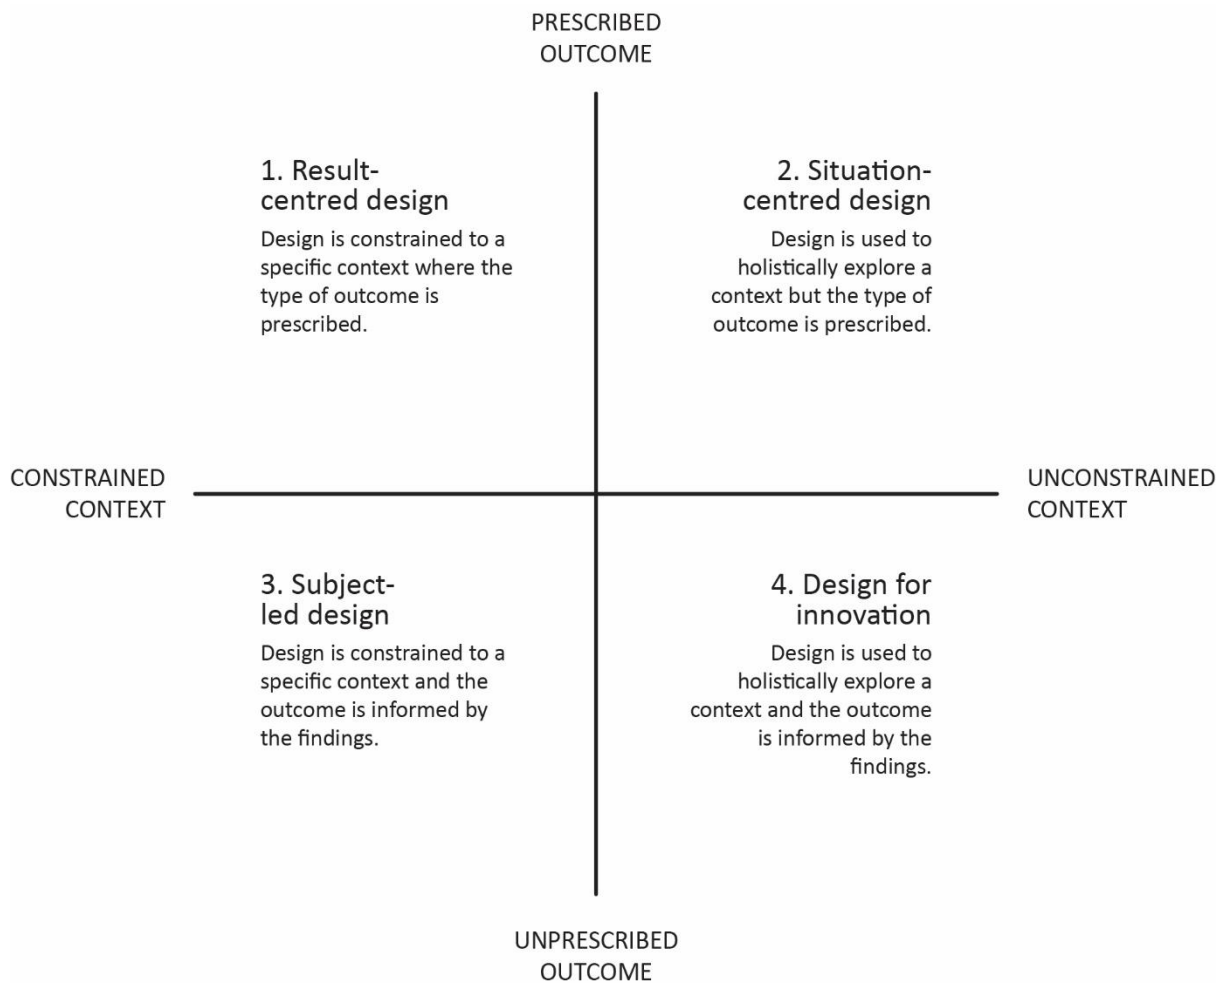 PRESCRIBED
OUTCOME
1. Result-
centred design
Design is constrained to a
specific context where the
type of outcome is
prescribed.
2. Situation-
centred design
Design is used to
holistically explore a
context but the type of
outcome is prescribed.
CONSTRAINED
CONTEXT
UNCONSTRAINED
CONTEXT
3. Subject-
led design
Design is constrained to a
specific context and the
outcome is informed by
the findings.
4. Design for
innovation
Design is used to
holistically explore a
context and the outcome
is informed by the
findings.
UNPRESCRIBED
OUTCOME